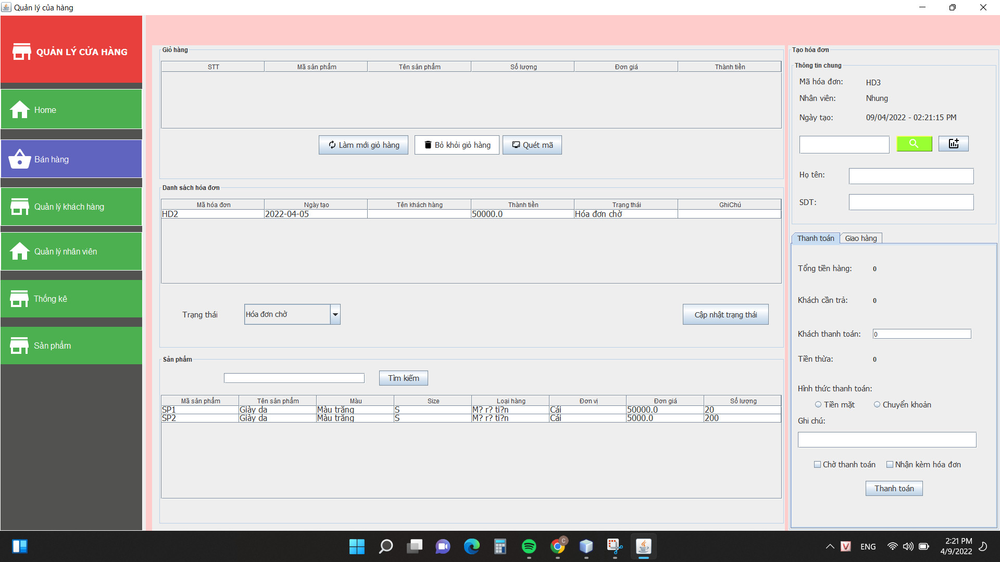 Quản lý của hàng
QUẢN LÝ CỬA HÀNG
Home
Bán hàng
Quản lý khách hàng
Quản lý nhân viên
Thống kê
Sản phẩm
Giỏ hàng
STT Mã sản phẩm Tên sản phẩm Số lượng Đơn giá Thành tiền
Làm mới giỏ hàng Bỏ khỏi giỏ hàng Quét mã
Danh sách hóa đơn
Mã hóa đơn Ngày tạo Tên khách hàng Thành tiền Trạng thái GhiChú
HD2 2022-04-05 50000.0 Hóa đơn chờ
Trạng thái Hóa đơn chờ Cập nhật trạng thái
Sản phẩm
Tìm kiếm
Mã sản phẩm Tên sản phẩm Màu Size Loại hàng Đơn vị Đơn giá Số lượng
SP1 Giày da Màu trắng S M? r? ti?n Cái 50000.0 20
SP2 Giày da Màu trắng S M? r? ti?n Cái 5000.0 200
Tạo hóa đơn
Thông tin chung
Mã hóa đơn: HD3
Nhân viên: Nhung
Ngày tạo: 09/04/2022 - 02:21:15 PM
Họ tên:
SDT:
Thanh toán Giao hàng
Tổng tiền hàng: 0
Khách cần trả: 0
Khách thanh toán: 0
Tiền thừa: 0
Hình thức thanh toán:
Tiền mặt Chuyển khoản
Ghi chú:
Chờ thanh toán Nhận kèm hóa đơn
Thanh toán
C
V ENG 2:21 PM
4/9/2022